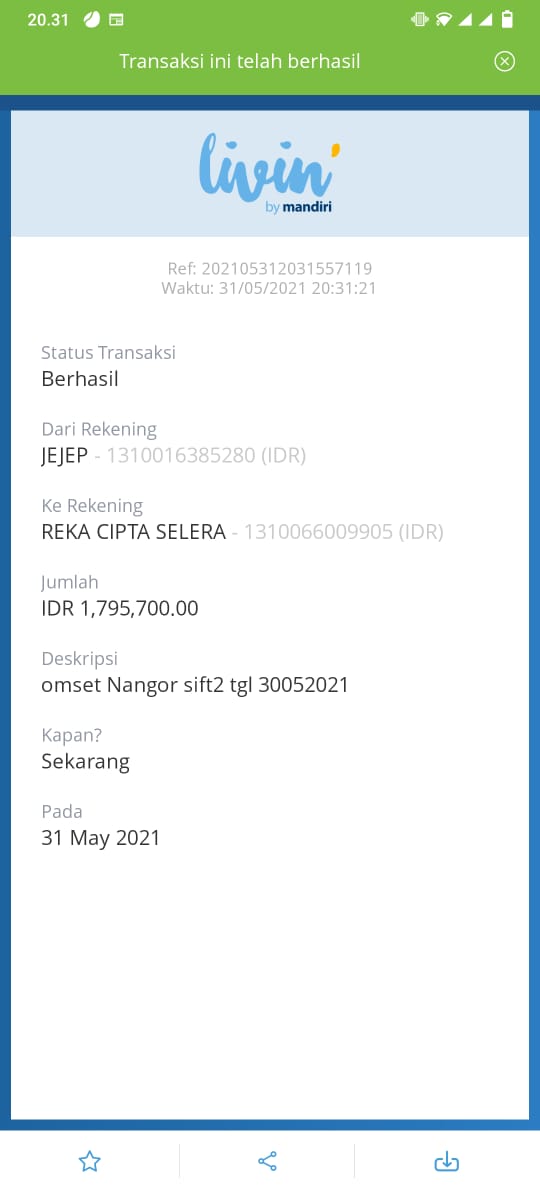 20.31
Transaksi ini telah berhasil
livin'
by mandiri
Ref: 202105312031557119
Waktu: 31/05/2021 20:31:21
Status Transaksi
Berhasil
Dari Rekening
JEJEP - 1310016385280 (IDR)
Ke Rekening
REKA CIPTA SELERA - 1310066009905 (IDR)
Jumlah
IDR 1,795,700.00
Deskripsi
omset Nangor sift2 tgl 30052021
Kapan?
Sekarang
Pada
31 May 2021